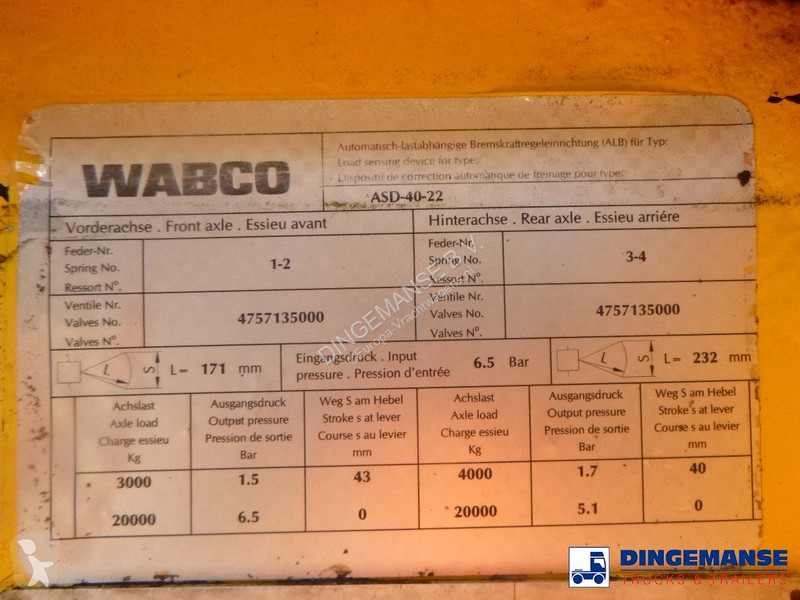 WABCO
Automatisch-lastabhängige Bremskraftregeleinrichtung (ALB) für Typ:
Load sensing device for type:
Dispositif de correction automatique de freinage pour type:
ASD-40-22
Vorderachse . Front axle . Essieu avant
Hinterachse . Rear axle . Essieu arriére
Feder-Nr.
Spring No.
Ressort N°.
1-2
Feder-Nr.
Spring No.
Ressort N°.
3-4
Ventile Nr.
Valves No.
Valves N°.
4757135000
Ventile Nr.
Valves No.
Valves N°.
4757135000
L S L= 171 mm
Eingangsdruck . Input
pressure . Pression d'entrée
6.5 Bar
L S L= 232 mm
Achslast
Axle load
Charge essieu
Kg
Ausgangsdruck
Output pressure
Pression de sortie
Bar
Weg S am Hebel
Stroke s at lever
Course s au levier
mm
Achslast
Axle load
Charge essieu
Kg
Ausgangsdruck
Output pressure
Pression de sortie
Bar
Weg S am Hebel
Stroke s at lever
Course s au levier
mm
3000 1.5 43 4000 1.7 40
20000 6.5 0 20000 5.1 0
DINGEMANSE B.V.
DINGEMANSE
TRUCKS & TRAILERS